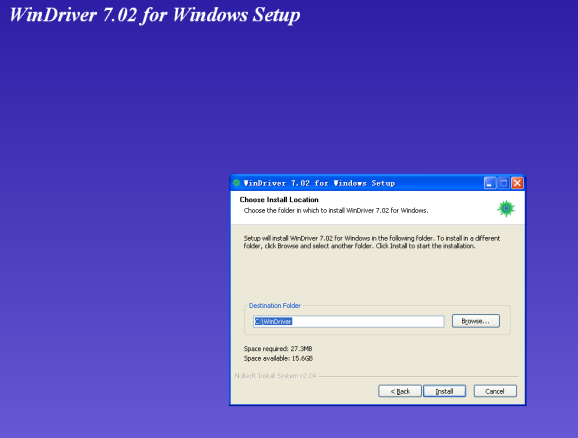 WinDriver 7.02 for Windows Setup
WinDriver 7.02 for Windows Setup
Choose Install Location
Choose the folder in which to install WinDriver 7.02 for Windows.
Setup will install WinDriver 7.02 for Windows in the following folder. To install in a different
folder, click Browse and select another folder. Click Install to start the installation.
Destination Folder
C:\WinDriver
Browse...
Space required: 27.3MB
Space available: 15.6GB
Nullsoft Install System v2.04
< Back
Install
Cancel